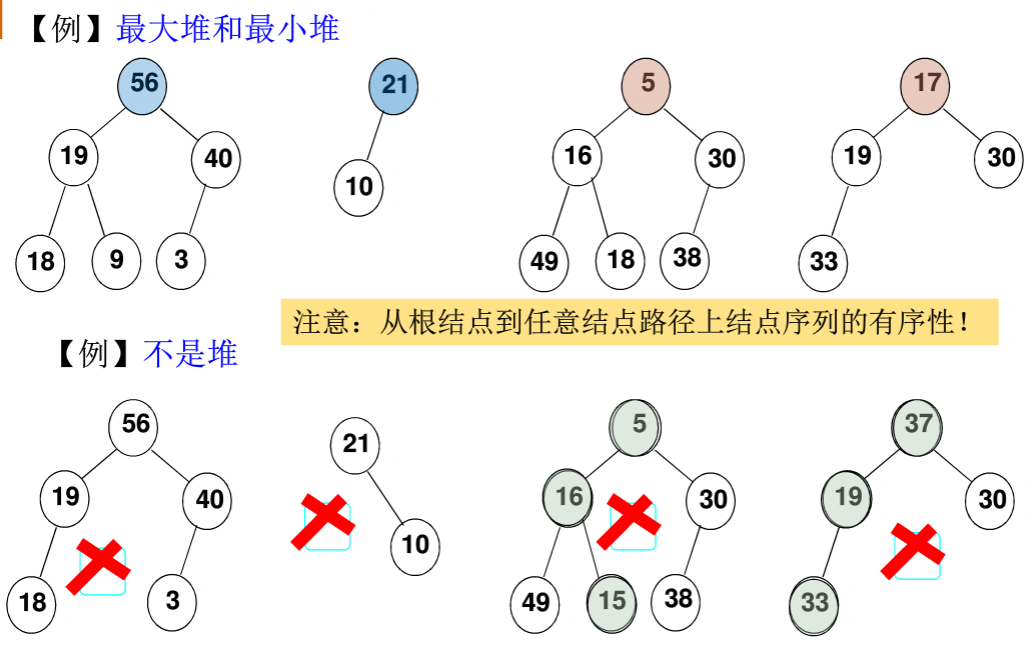 【例】最大堆和最小堆
56 21 5 17
19 40 10 16 30 19 30
18 9 3 49 18 38 33
注意：从根结点到任意结点路径上结点序列的有序性！
【例】不是堆
56 21 5 37
19 40 10 16 30 19 30
18 3 49 15 38 33